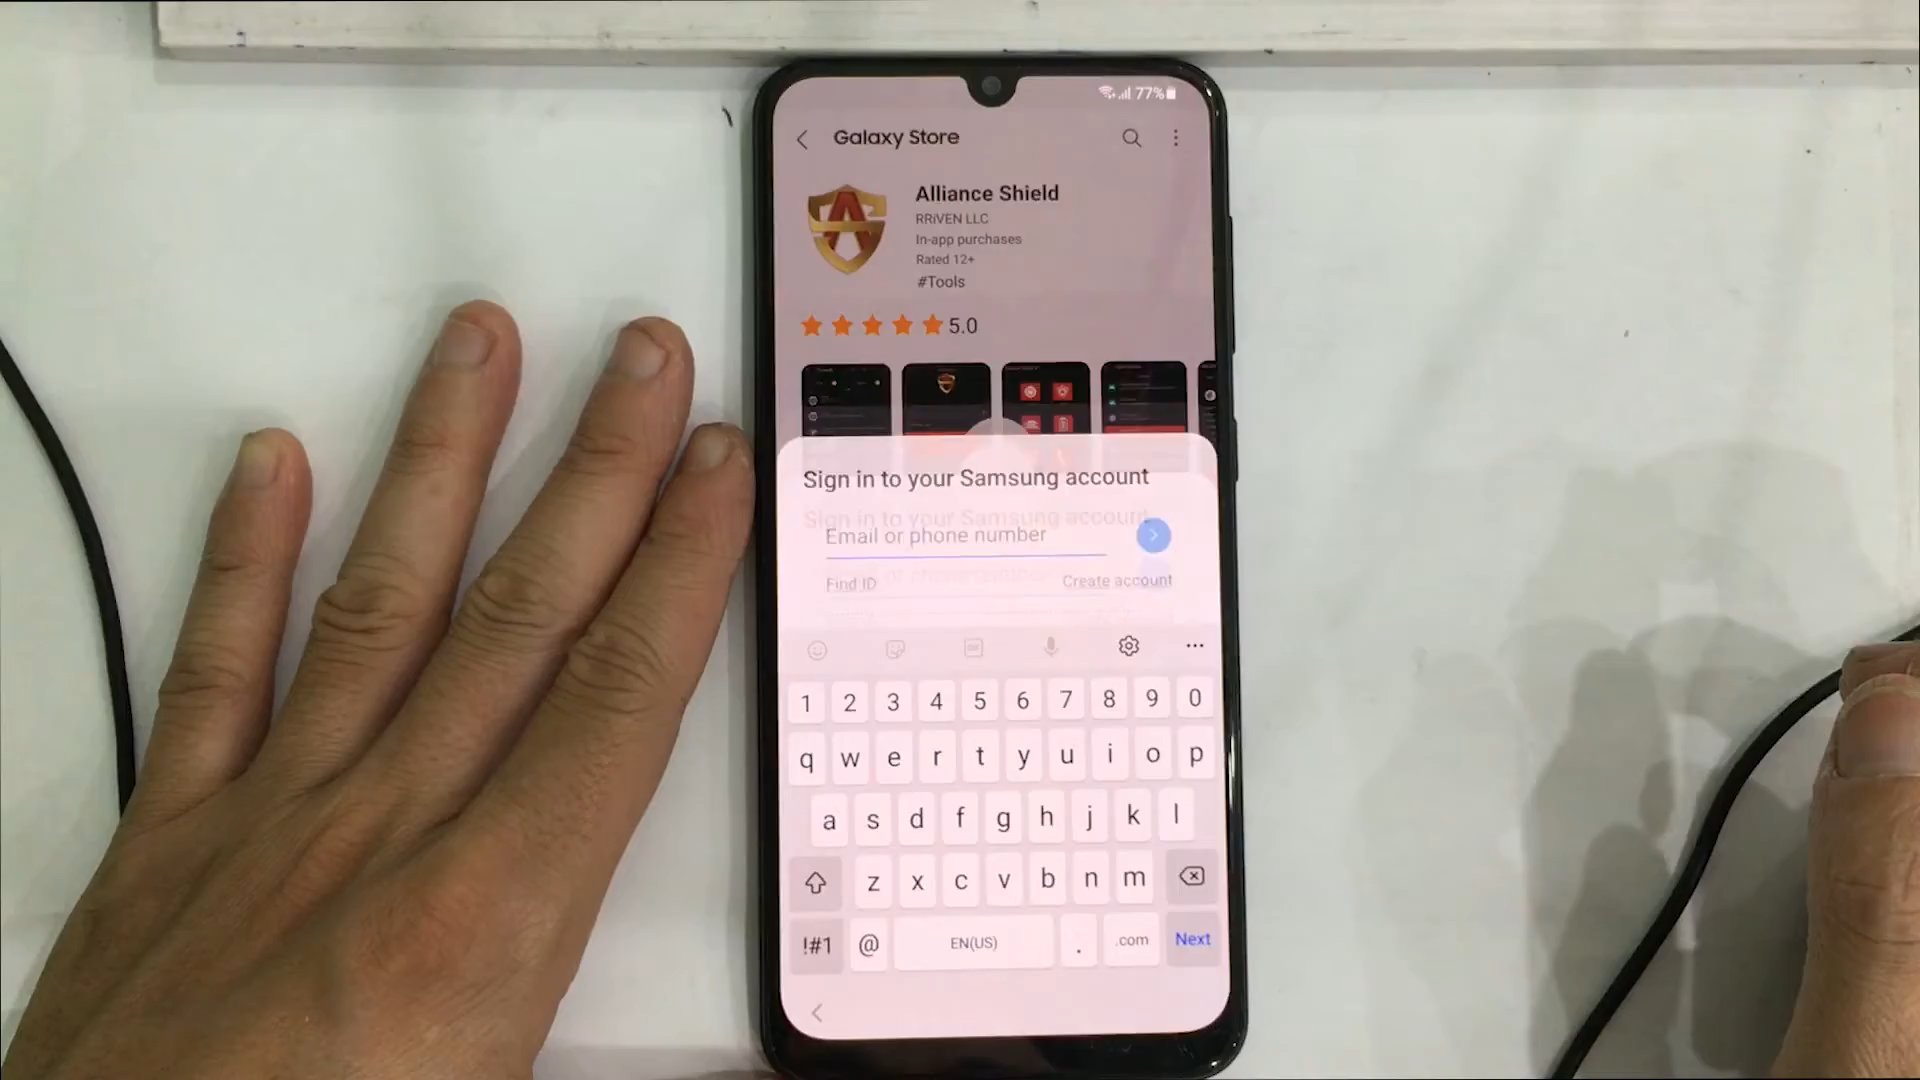 77%
Galaxy Store
Alliance Shield
RRiVEN LLC
In-app purchases
Rated 12+
#Tools
5.0
Sign in to your Samsung account
Sign in to your Samsung account
Email or phone number
Find ID
Create account
1 2 3 4 5 6 7 8 9 0
q w e r t y u i o p
a s d f g h j k l
z x c v b n m
!#1 @ EN(US) . .com Next